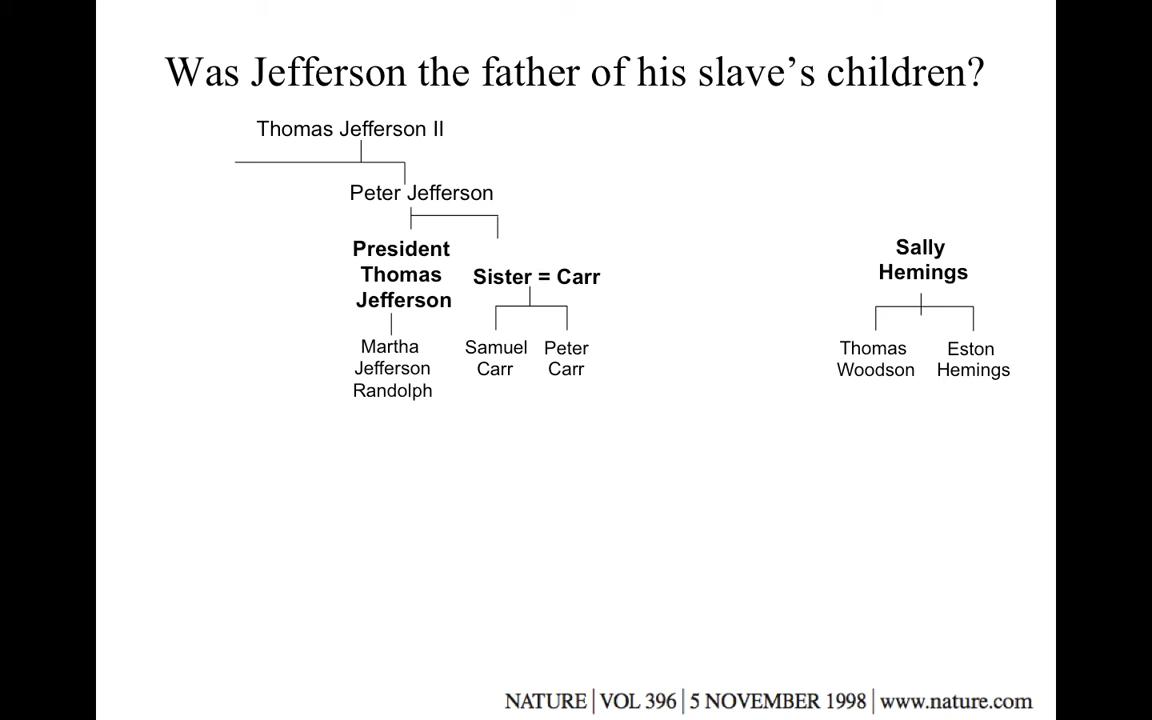 Was Jefferson the father of his slave’s children?
Thomas Jefferson II
Peter Jefferson
President
Thomas
Jefferson
Sister = Carr
Sally
Hemings
Martha
Jefferson
Randolph
Samuel
Carr
Peter
Carr
Thomas
Woodson
Eston
Hemings
NATURE | VOL 396 | 5 NOVEMBER 1998 | www.nature.com